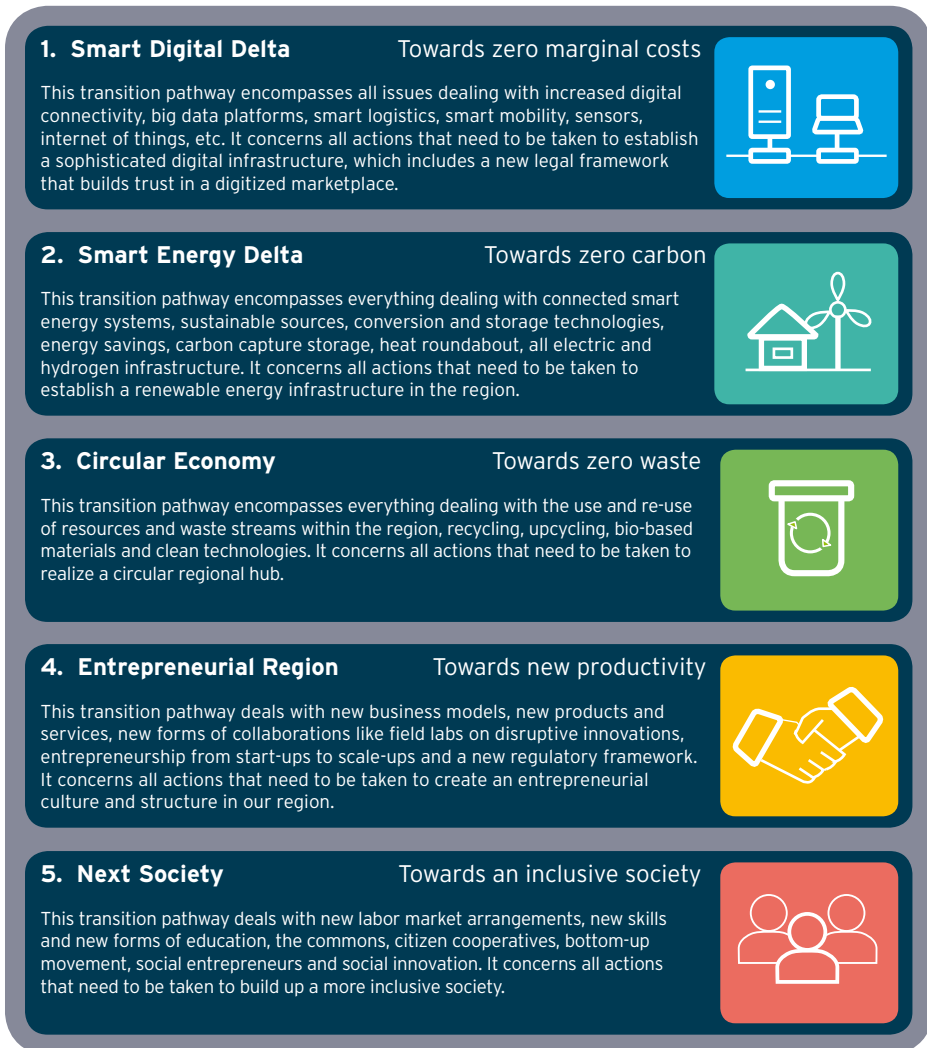 1. Smart Digital Delta Towards zero marginal costs
This transition pathway encompasses all issues dealing with increased digital
connectivity, big data platforms, smart logistics, smart mobility, sensors,
internet of things, etc. It concerns all actions that need to be taken to establish
a sophisticated digital infrastructure, which includes a new legal framework
that builds trust in a digitized marketplace.
2. Smart Energy Delta Towards zero carbon
This transition pathway encompasses everything dealing with connected smart
energy systems, sustainable sources, conversion and storage technologies,
energy savings, carbon capture storage, heat roundabout, all electric and
hydrogen infrastructure. It concerns all actions that need to be taken to
establish a renewable energy infrastructure in the region.
3. Circular Economy Towards zero waste
This transition pathway encompasses everything dealing with the use and re-use
of resources and waste streams within the region, recycling, upcycling, bio-based
materials and clean technologies. It concerns all actions that need to be taken to
realize a circular regional hub.
4. Entrepreneurial Region Towards new productivity
This transition pathway deals with new business models, new products and
services, new forms of collaborations like field labs on disruptive innovations,
entrepreneurship from start-ups to scale-ups and a new regulatory framework.
It concerns all actions that need to be taken to create an entrepreneurial
culture and structure in our region.
5. Next Society Towards an inclusive society
This transition pathway deals with new labor market arrangements, new skills
and new forms of education, the commons, citizen cooperatives, bottom-up
movement, social entrepreneurs and social innovation. It concerns all actions
that need to be taken to build up a more inclusive society.